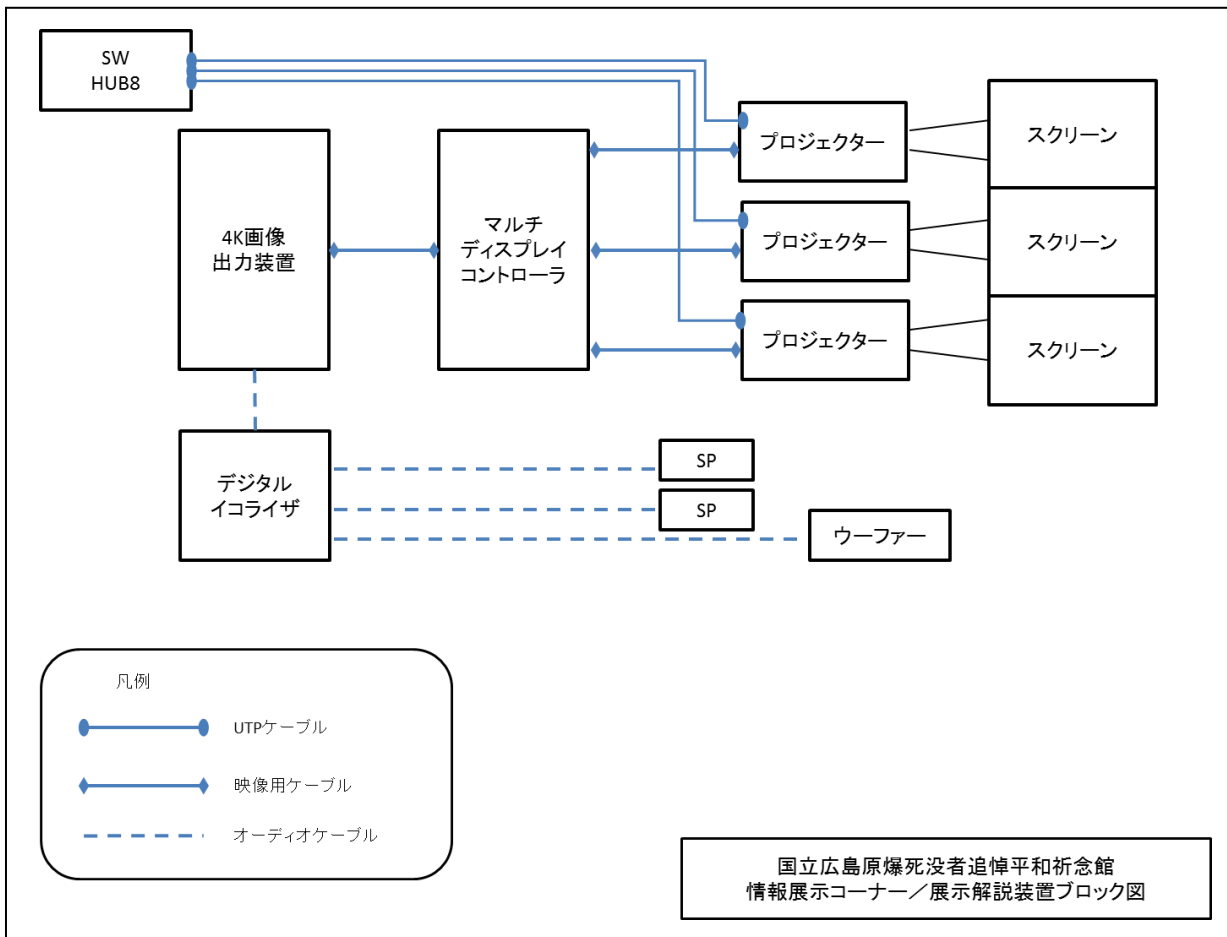 SW
HUB8
プロジェクター
スクリーン
4K画像
出力装置
マルチ
ディスプレイ
コントローラ
プロジェクター
スクリーン
プロジェクター
スクリーン
デジタル
イコライザ
SP
SP
ウーファー
凡例
UTPケーブル
映像用ケーブル
オーディオケーブル
国立広島原爆死没者追悼平和祈念館
情報展示コーナー／展示解説装置ブロック図